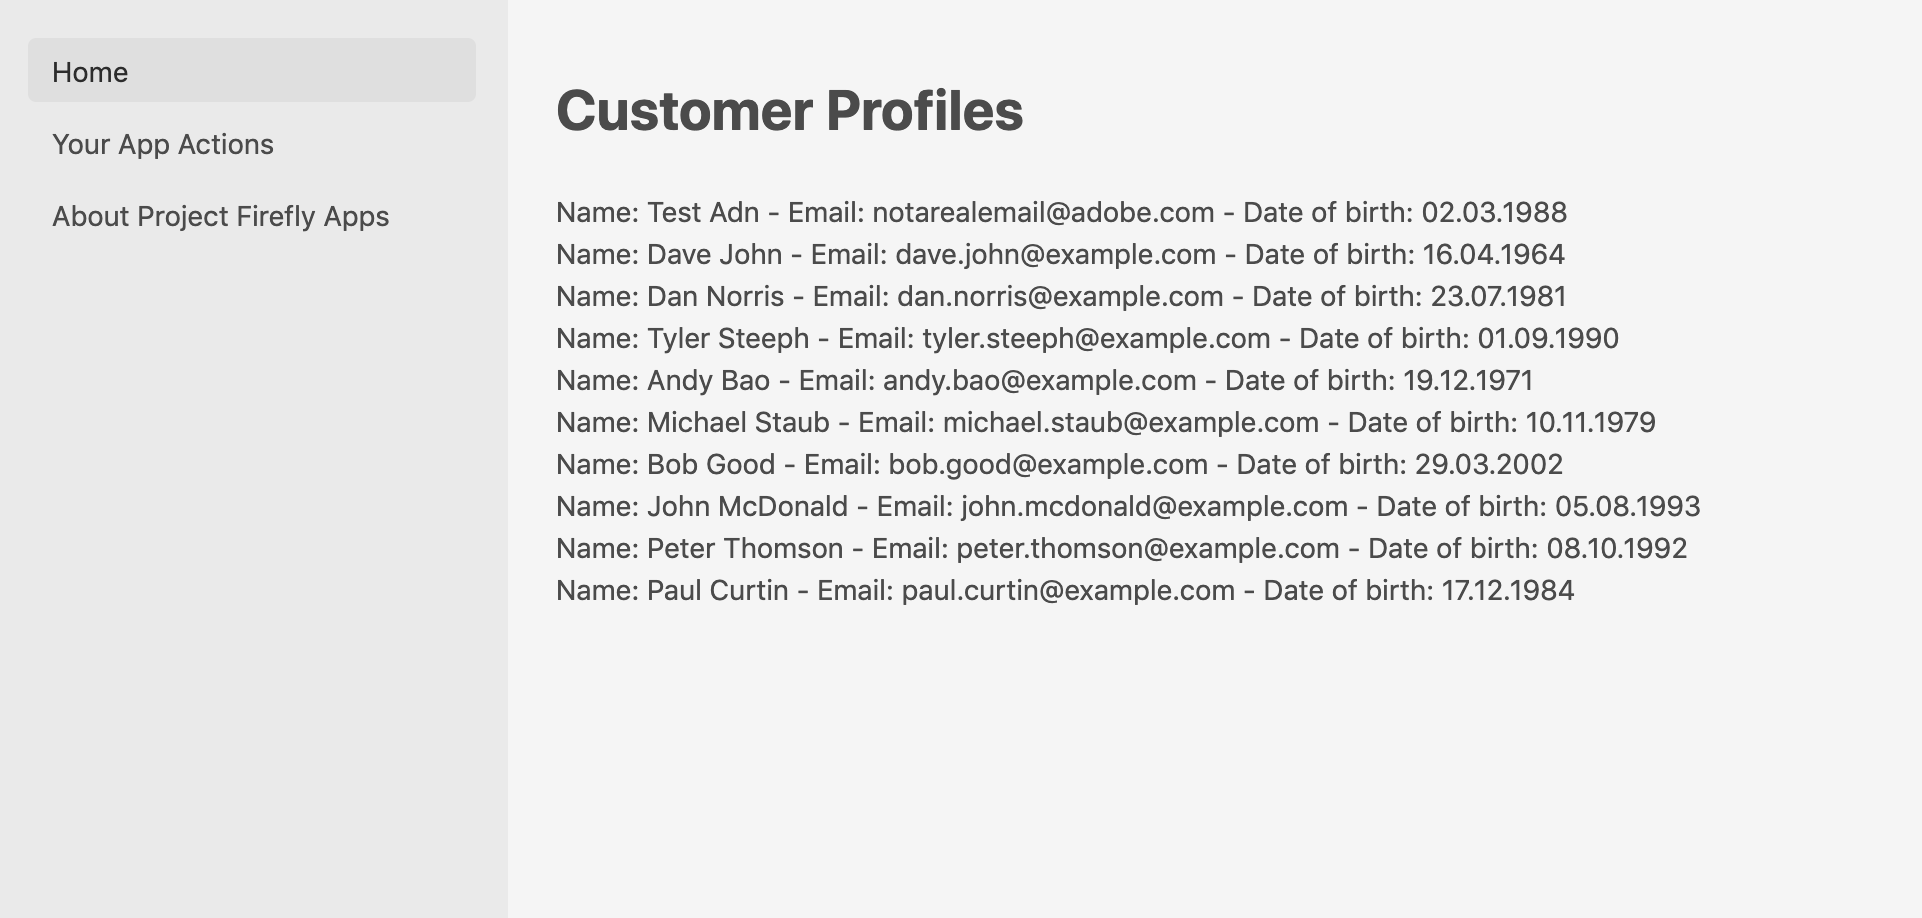 Home
Your App Actions
About Project Firefly Apps
Customer Profiles
Name: Test Adn - Email: notarealemail@adobe.com - Date of birth: 02.03.1988
Name: Dave John - Email: dave.john@example.com - Date of birth: 16.04.1964
Name: Dan Norris - Email: dan.norris@example.com - Date of birth: 23.07.1981
Name: Tyler Steeph - Email: tyler.steeph@example.com - Date of birth: 01.09.1990
Name: Andy Bao - Email: andy.bao@example.com - Date of birth: 19.12.1971
Name: Michael Staub - Email: michael.staub@example.com - Date of birth: 10.11.1979
Name: Bob Good - Email: bob.good@example.com - Date of birth: 29.03.2002
Name: John McDonald - Email: john.mcdonald@example.com - Date of birth: 05.08.1993
Name: Peter Thomson - Email: peter.thomson@example.com - Date of birth: 08.10.1992
Name: Paul Curtin - Email: paul.curtin@example.com - Date of birth: 17.12.1984